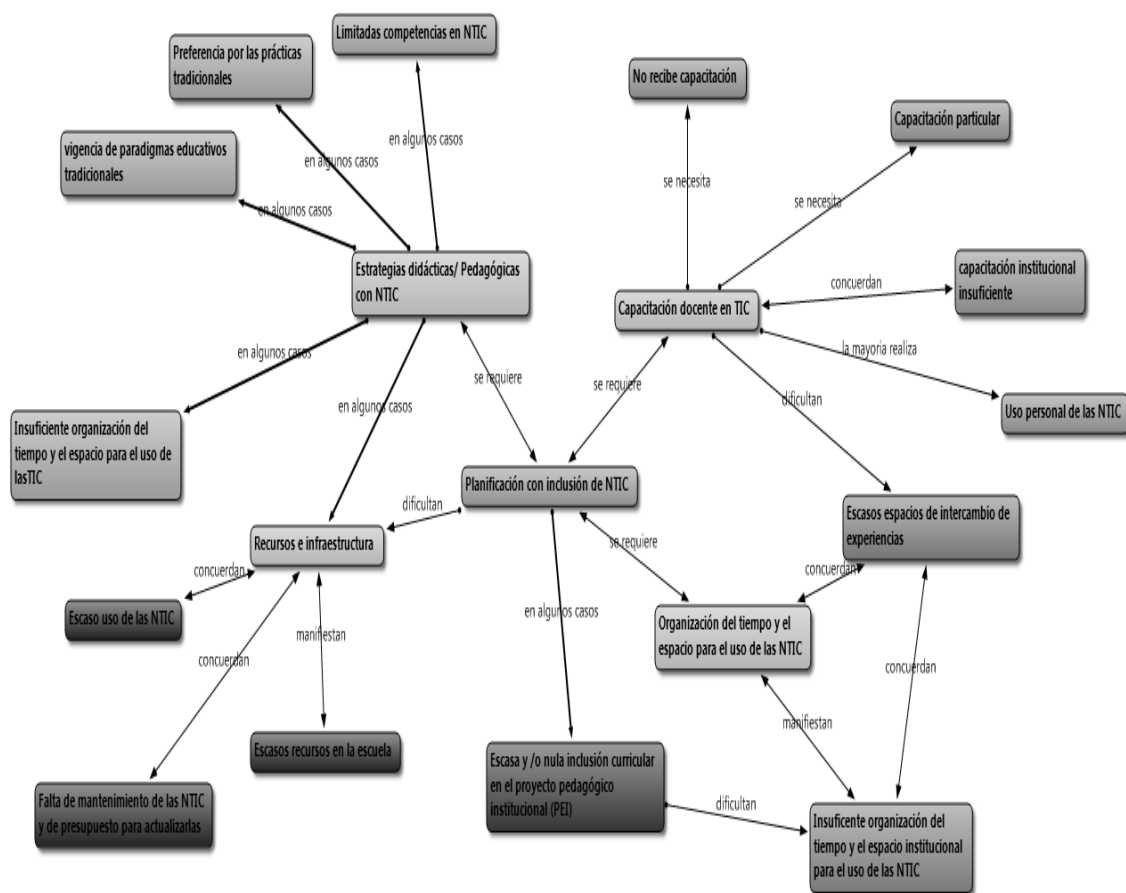 Limitadas competencias en NTIC
Preferencia por las prácticas
tradicionales
No recibe capacitación
Capacitación particular
en algunos casos
vigencia de paradigmas educativos
tradicionales
en algunos casos
se necesita
se necesita
en algunos casos
Estrategias didácticas/ Pedagógicas
con NTIC
capacitación institucional
insuficiente
concuerdan
Capacitación docente en TIC
la mayoria realiza
en algunos casos
se requiere
se requiere
en algunos casos
dificultan
Uso personal de las NTIC
Insuficiente organización del
tiempo y el espacio para el uso de
lasTIC
Planificación con inclusión de NTIC
dificultan
Escasos espacios de intercambio de
experiencias
Recursos e infraestructura
se requiere
concuerdan
concuerdan
Escaso uso de las NTIC
en algunos casos
manifiestan
Organización del tiempo y el
espacio para el uso de las NTIC
concuerdan
concuerdan
manifiestan
Escasos recursos en la escuela
Escasa y /o nula inclusión curricular
en el proyecto pedagógico
institucional (PEI)
Falta de mantenimiento de las NTIC
y de presupuesto para actualizarlas
dificultan
Insuficente organización del
tiempo y el espacio institucional
para el uso de las NTIC